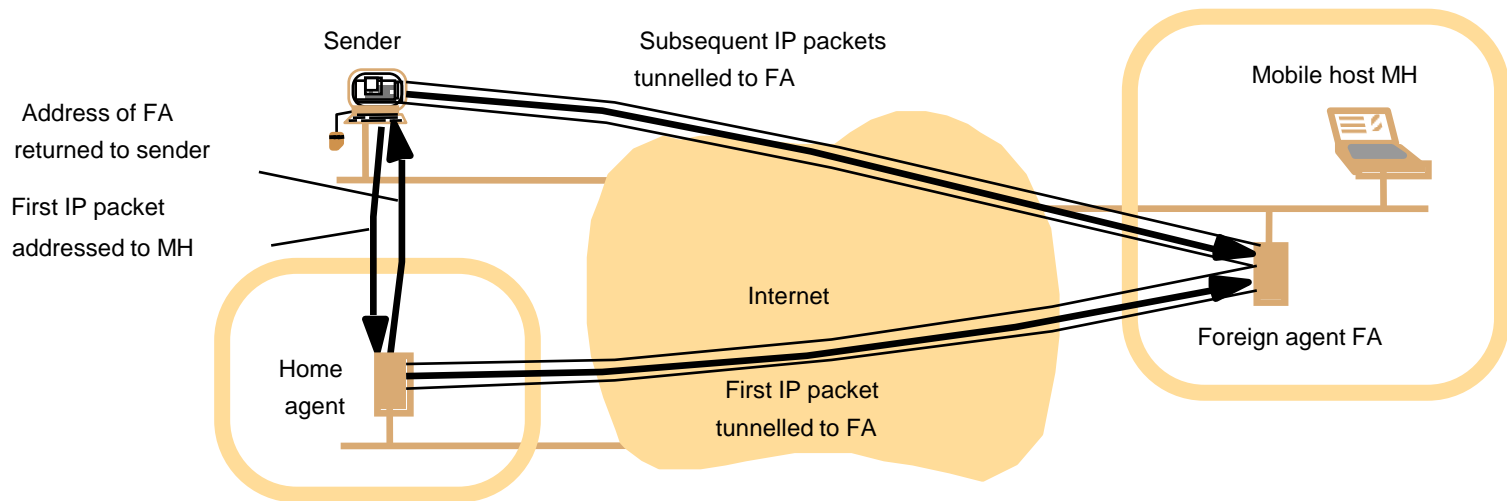 Sender
Subsequent IP packets
tunnelled to FA
Mobile host MH
Address of FA
returned to sender
First IP packet
addressed to MH
Internet
Foreign agent FA
Home
agent
First IP packet
tunnelled to FA